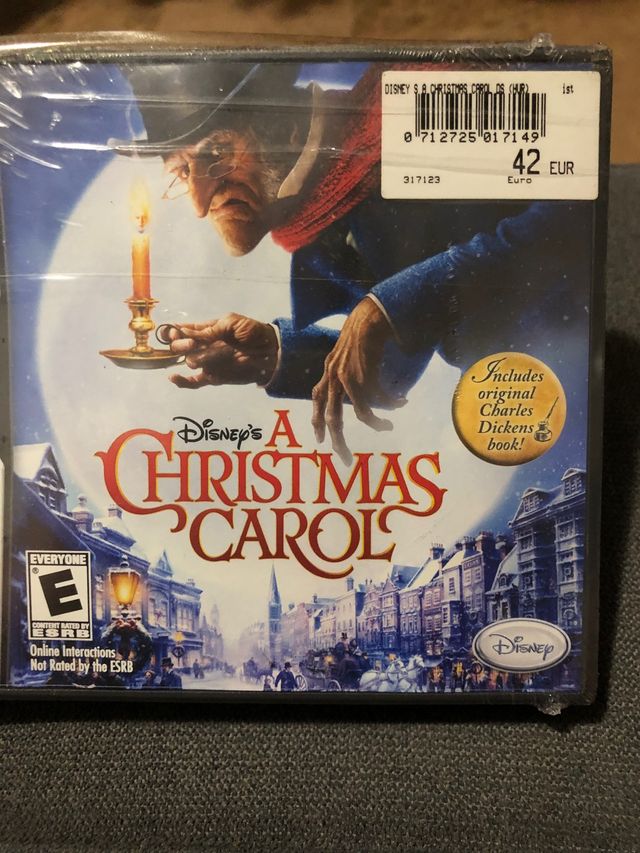 DISNEY S A CHRISTMAS CAROL DS (HUR) ist
0 712725 017149
42 EUR
317123 Euro
Includes
original
Charles
Dickens
book!
Disney's A
CHRISTMAS
CAROL
EVERYONE
E
CONTENT RATED BY
ESRB
Online Interactions
Not Rated by the ESRB
Disney